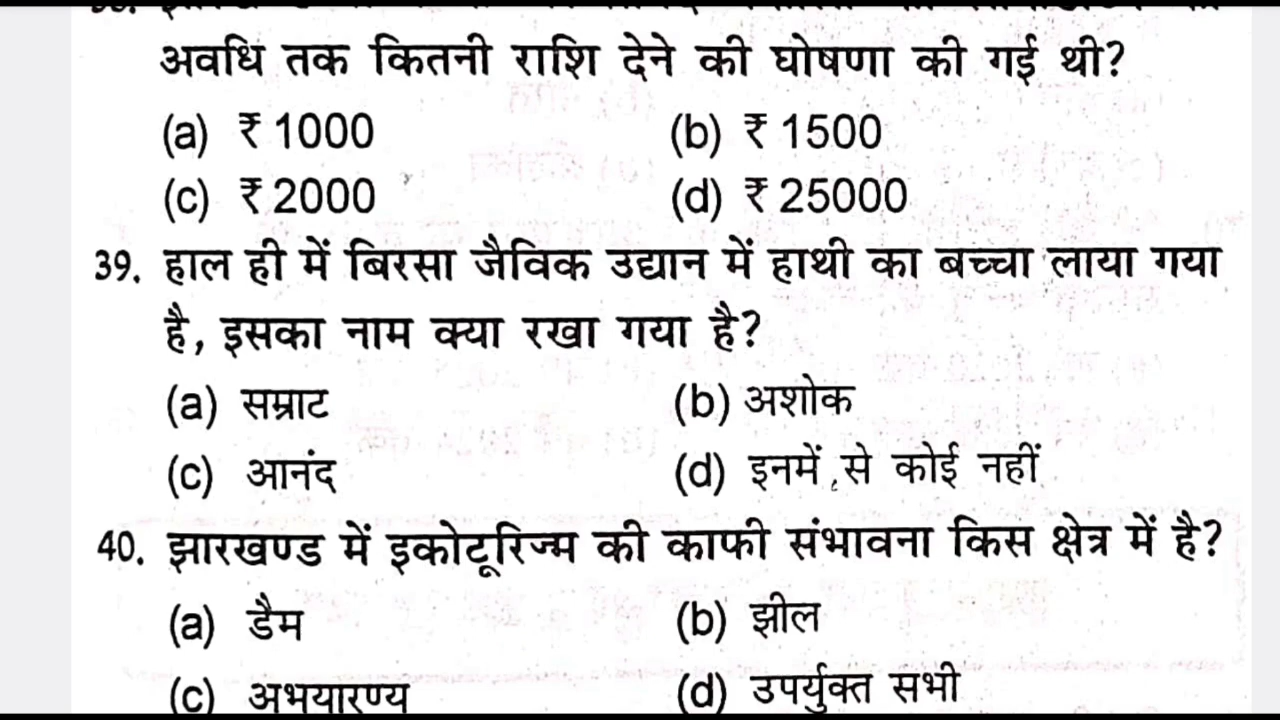 अवधि तक कितनी राशि देने की घोषणा की गई थी?
(a) ₹ 1000 (b) ₹ 1500
(c) ₹ 2000 (d) ₹ 25000
39. हाल ही में बिरसा जैविक उद्यान में हाथी का बच्चा लाया गया
है, इसका नाम क्या रखा गया है?
(a) सम्राट (b) अशोक
(c) आनंद (d) इनमें से कोई नहीं
40. झारखण्ड में इकोटूरिज्म की काफी संभावना किस क्षेत्र में है?
(a) डैम (b) झील
(c) अभयारण्य (d) उपर्युक्त सभी